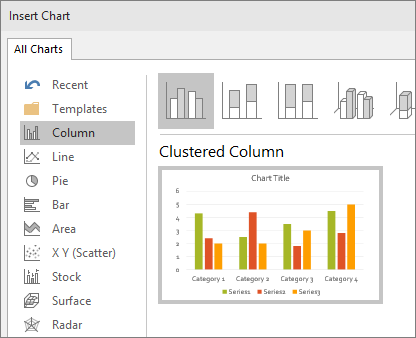 Insert Chart
All Charts
Recent
Templates
Column
Line
Pie
Bar
Area
X Y (Scatter)
Stock
Surface
Radar
Clustered Column
Chart Title
6
5
4
3
2
1
0
Category 1 Category 2 Category 3 Category 4
Series1 Series2 Series3